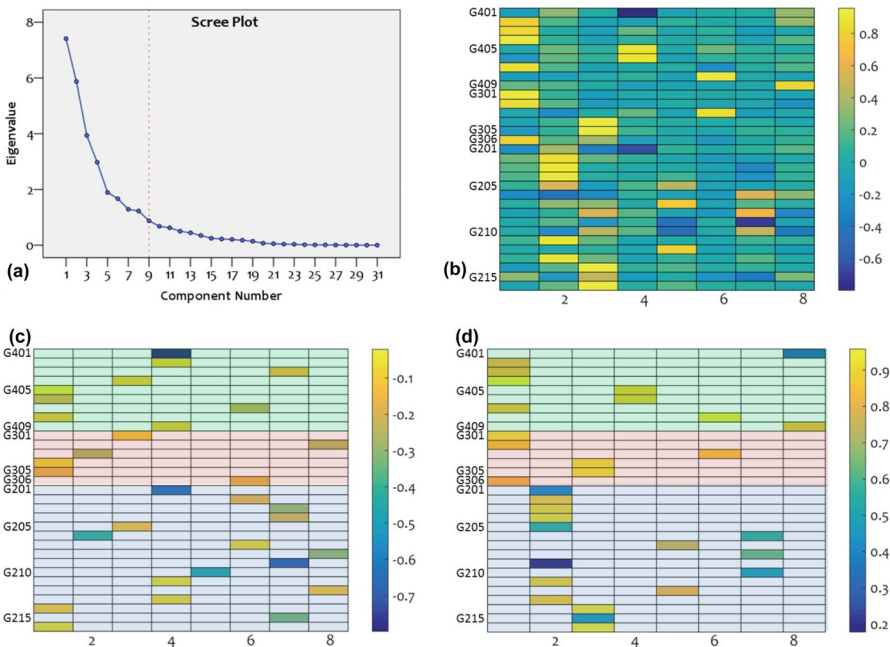 Scree Plot
8
6
4
2
0
Eigenvalue
1 3 5 7 9 11 13 15 17 19 21 23 25 27 29 31
Component Number
(a)
G401
G405
G409
G301
G305
G306
G201
G205
G210
G215
2 4 6 8
0.8
0.6
0.4
0.2
0
-0.2
-0.4
-0.6
(b)
(c)
G401
G405
G409
G301
G305
G306
G201
G205
G210
G215
2 4 6 8
-0.1
-0.2
-0.3
-0.4
-0.5
-0.6
-0.7
(d)
G401
G405
G409
G301
G305
G306
G201
G205
G210
G215
2 4 6 8
0.9
0.8
0.7
0.6
0.5
0.4
0.3
0.2